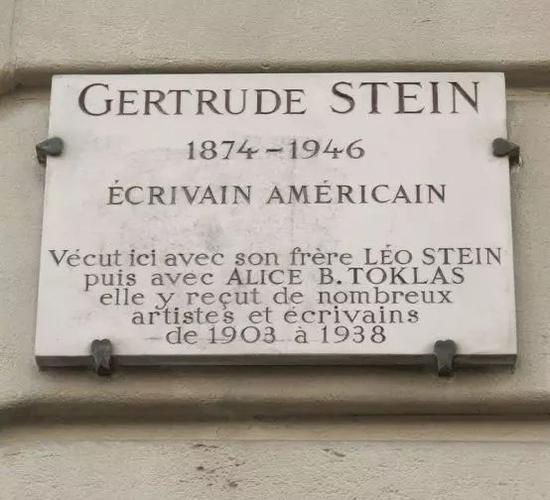 GERTRUDE STEIN
1874-1946
ÉCRIVAIN AMÉRICAIN
Vécut ici avec son frère LÉO STEIN
puis avec ALICE B. TOKLAS
elle y reçut de nombreux
artistes et écrivains
de 1903 à 1938